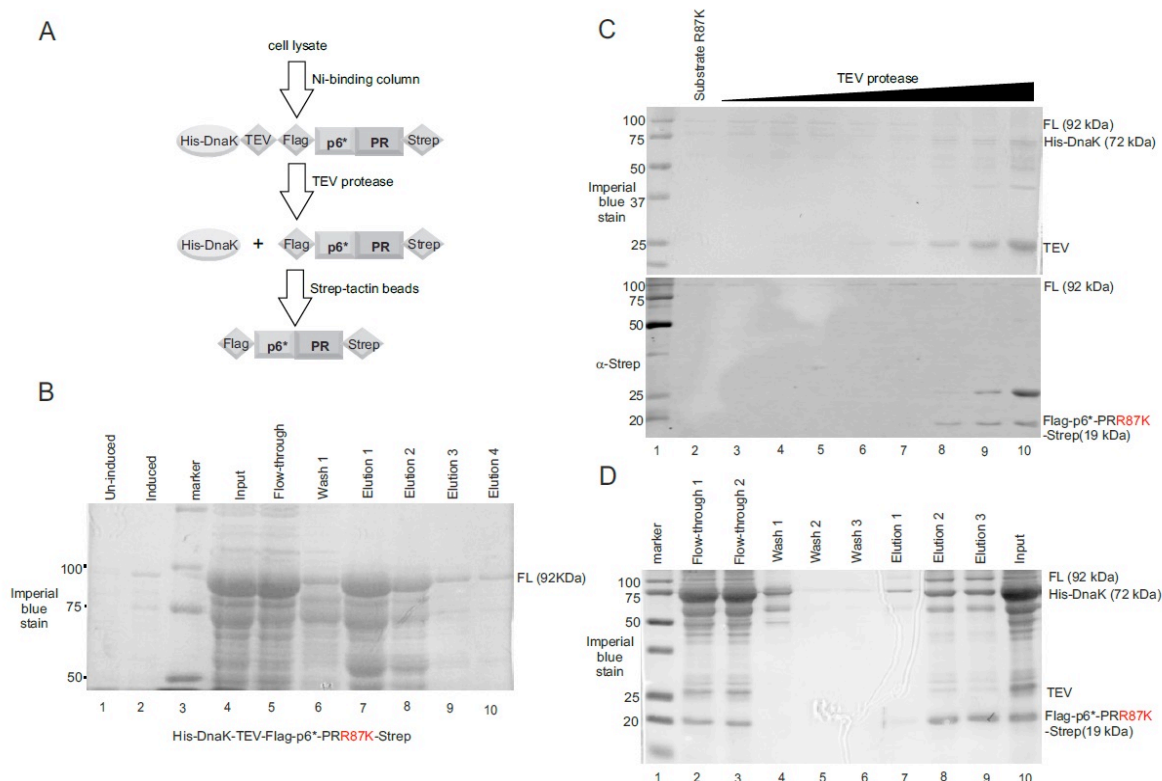 A
cell lysate
Ni-binding column
His-DnaK TEV Flag p6* PR Strep
TEV protease
His-DnaK + Flag p6* PR Strep
Strep-tactin beads
Flag p6* PR Strep
B
Un-induced
Induced
marker
Input
Flow-through
Wash 1
Elution 1
Elution 2
Elution 3
Elution 4
100
75
50
Imperial
blue
stain
FL (92KDa)
1 2 3 4 5 6 7 8 9 10
His-DnaK-TEV-Flag-p6*-PRR87K-Strep
C
Substrate R87K
TEV protease
100
75
50
Imperial
blue 37
stain
25
FL (92 kDa)
His-DnaK (72 kDa)
TEV
100
75
50
α-Strep
25
20
FL (92 kDa)
Flag-p6*-PRR87K
-Strep(19 kDa)
1 2 3 4 5 6 7 8 9 10
D
marker
Flow-through 1
Flow-through 2
Wash 1
Wash 2
Wash 3
Elution 1
Elution 2
Elution 3
Input
100
75
50
Imperial
blue
stain
25
20
FL (92 kDa)
His-DnaK (72 kDa)
TEV
Flag-p6*-PRR87K
-Strep(19 kDa)
1 2 3 4 5 6 7 8 9 10